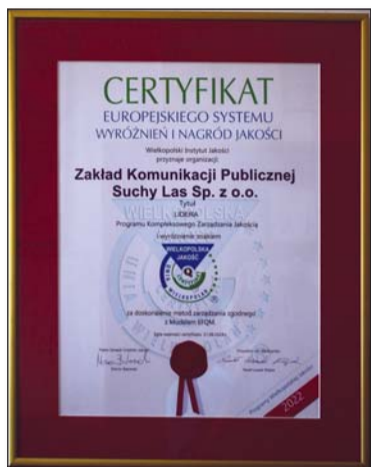 CERTYFIKAT
EUROPEJSKIEGO SYSTEMU
WYRÓŻNIEŃ I NAGRÓD JAKOŚCI
Wielkopolski Instytut Jakości
przyznaje organizacji:
Zakład Komunikacji Publicznej
Suchy Las Sp. z o.o.
Tytuł
LIDERA
Programu Kompleksowego Zarządzania Jakością
i wyróżnienie znakiem
WIELKOPOLSKA
JAKOŚĆ
za doskonalenie metod zarządzania zgodnego
z Modelem EFQM.
2022